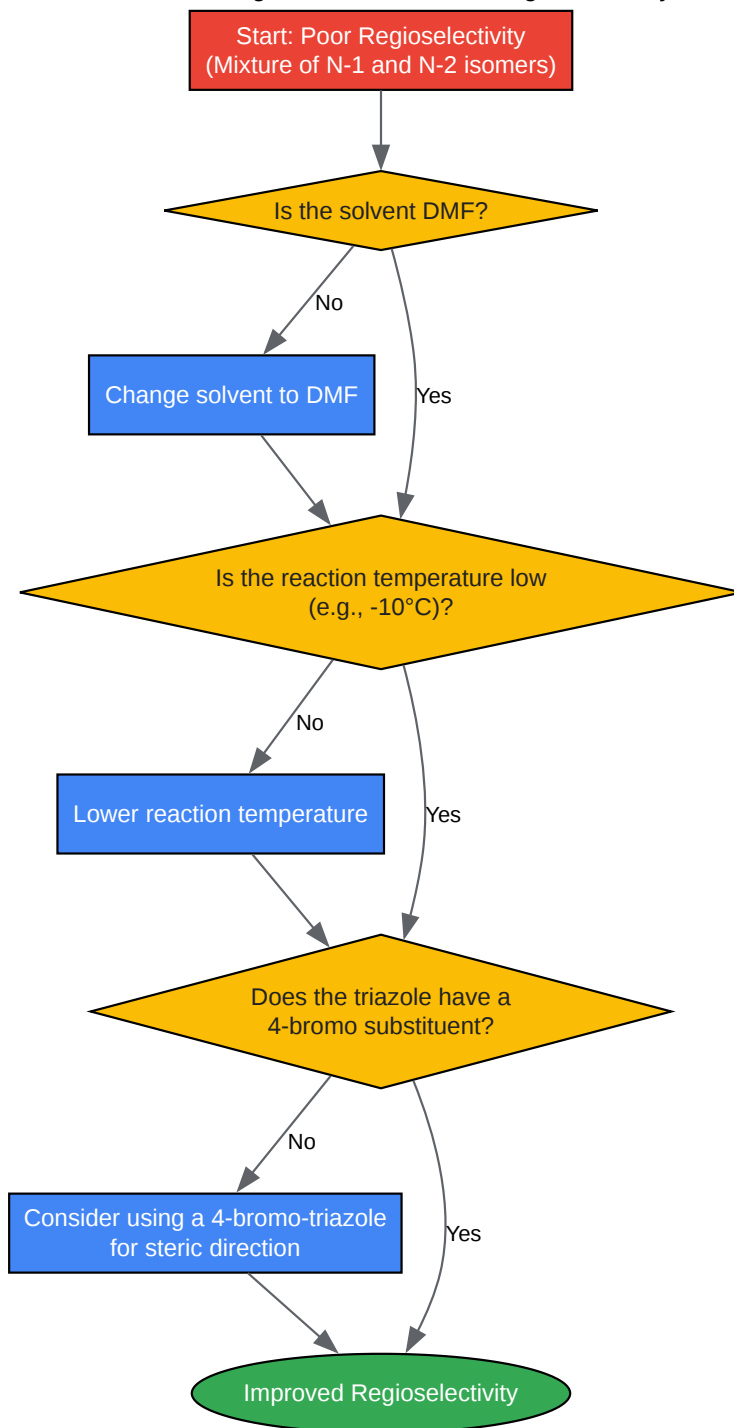 Start: Poor Regioselectivity
(Mixture of N-1 and N-2 isomers)
Is the solvent DMF?
No
Change solvent to DMF
Yes
Is the reaction temperature low
(e.g., -10°C)?
No
Lower reaction temperature
Yes
Does the triazole have a
4-bromo substituent?
No
Consider using a 4-bromo-triazole
for steric direction
Yes
Improved Regioselectivity